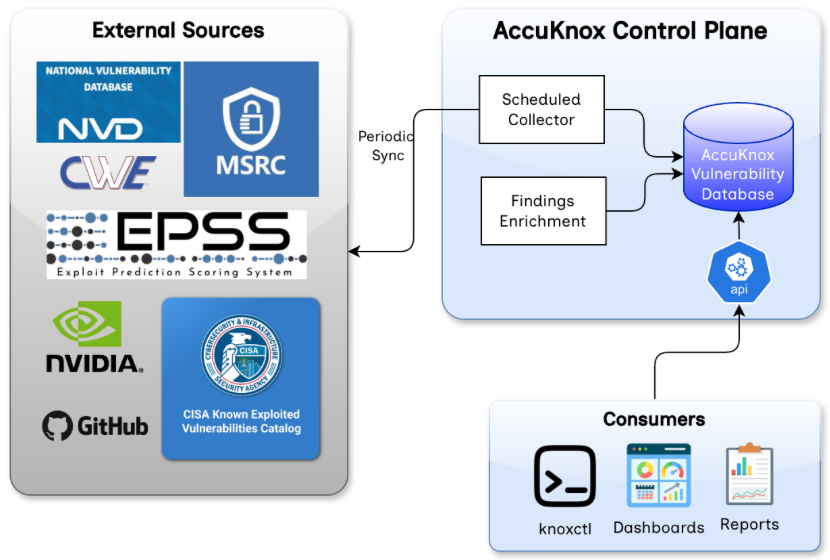 External Sources
NATIONAL VULNERABILITY
DATABASE
NVD
CWE
MSRC
EPSS
Exploit Prediction Scoring System
NVIDIA.
GitHub
CYBERSECURITY & INFRASTRUCTURE
CISA
SECURITY AGENCY
CISA Known Exploited
Vulnerabilities Catalog
Periodic
Sync
AccuKnox Control Plane
Scheduled
Collector
Findings
Enrichment
AccuKnox
Vulnerability
Database
api
Consumers
knoxctl
Dashboards
Reports